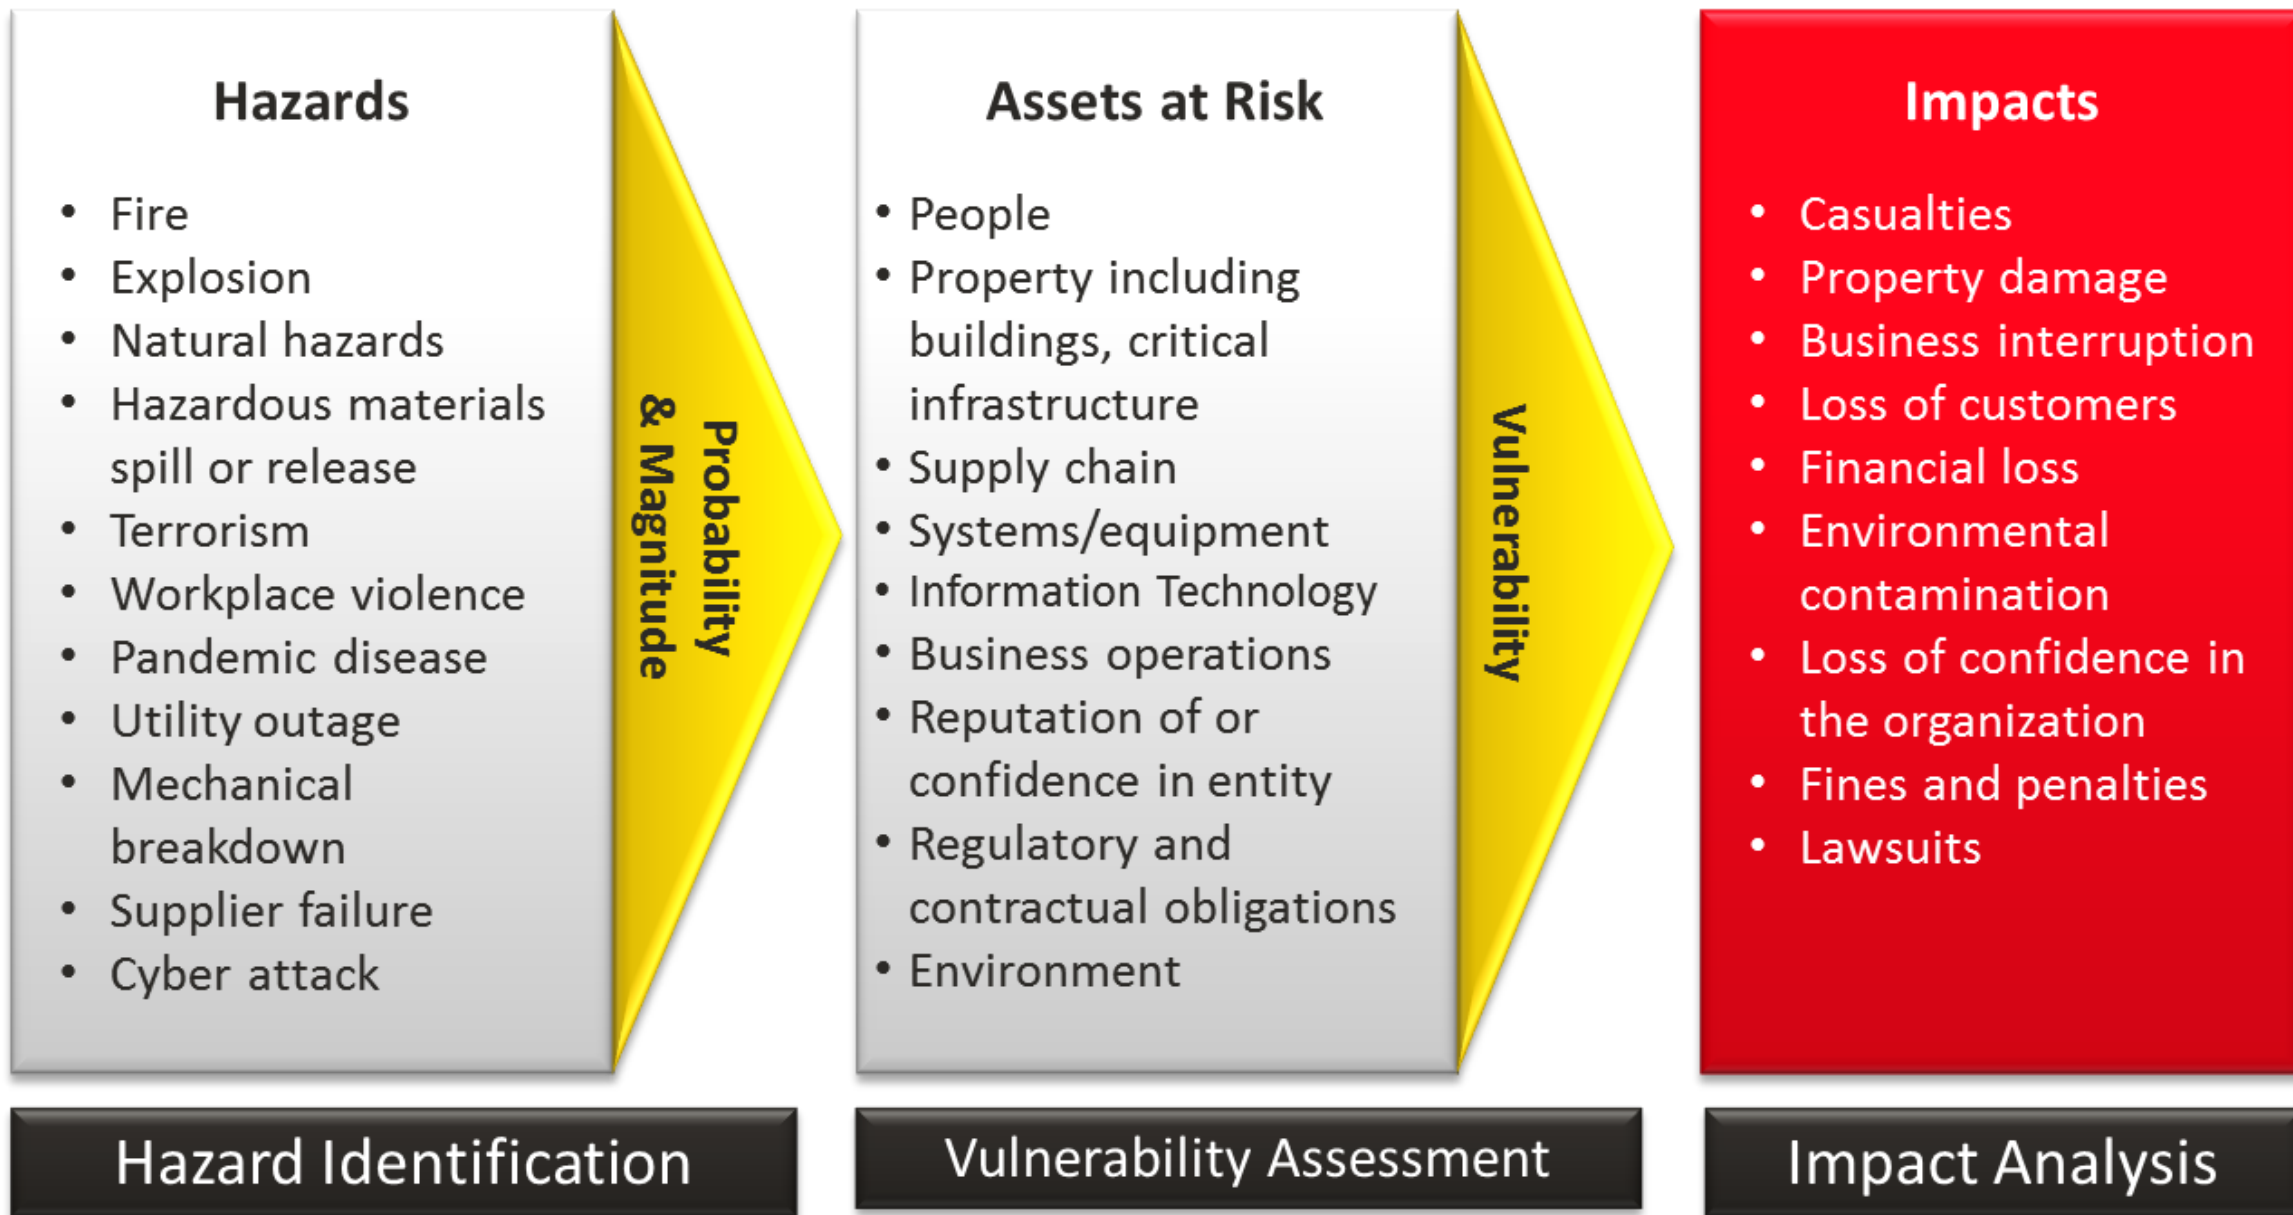 Hazards
• Fire
• Explosion
• Natural hazards
• Hazardous materials
spill or release
• Terrorism
• Workplace violence
• Pandemic disease
• Utility outage
• Mechanical
breakdown
• Supplier failure
• Cyber attack
Probability
& Magnitude
Assets at Risk
• People
• Property including
buildings, critical
infrastructure
• Supply chain
• Systems/equipment
• Information Technology
• Business operations
• Reputation of or
confidence in entity
• Regulatory and
contractual obligations
• Environment
Vulnerability
Impacts
• Casualties
• Property damage
• Business interruption
• Loss of customers
• Financial loss
• Environmental
contamination
• Loss of confidence in
the organization
• Fines and penalties
• Lawsuits
Hazard Identification
Vulnerability Assessment
Impact Analysis